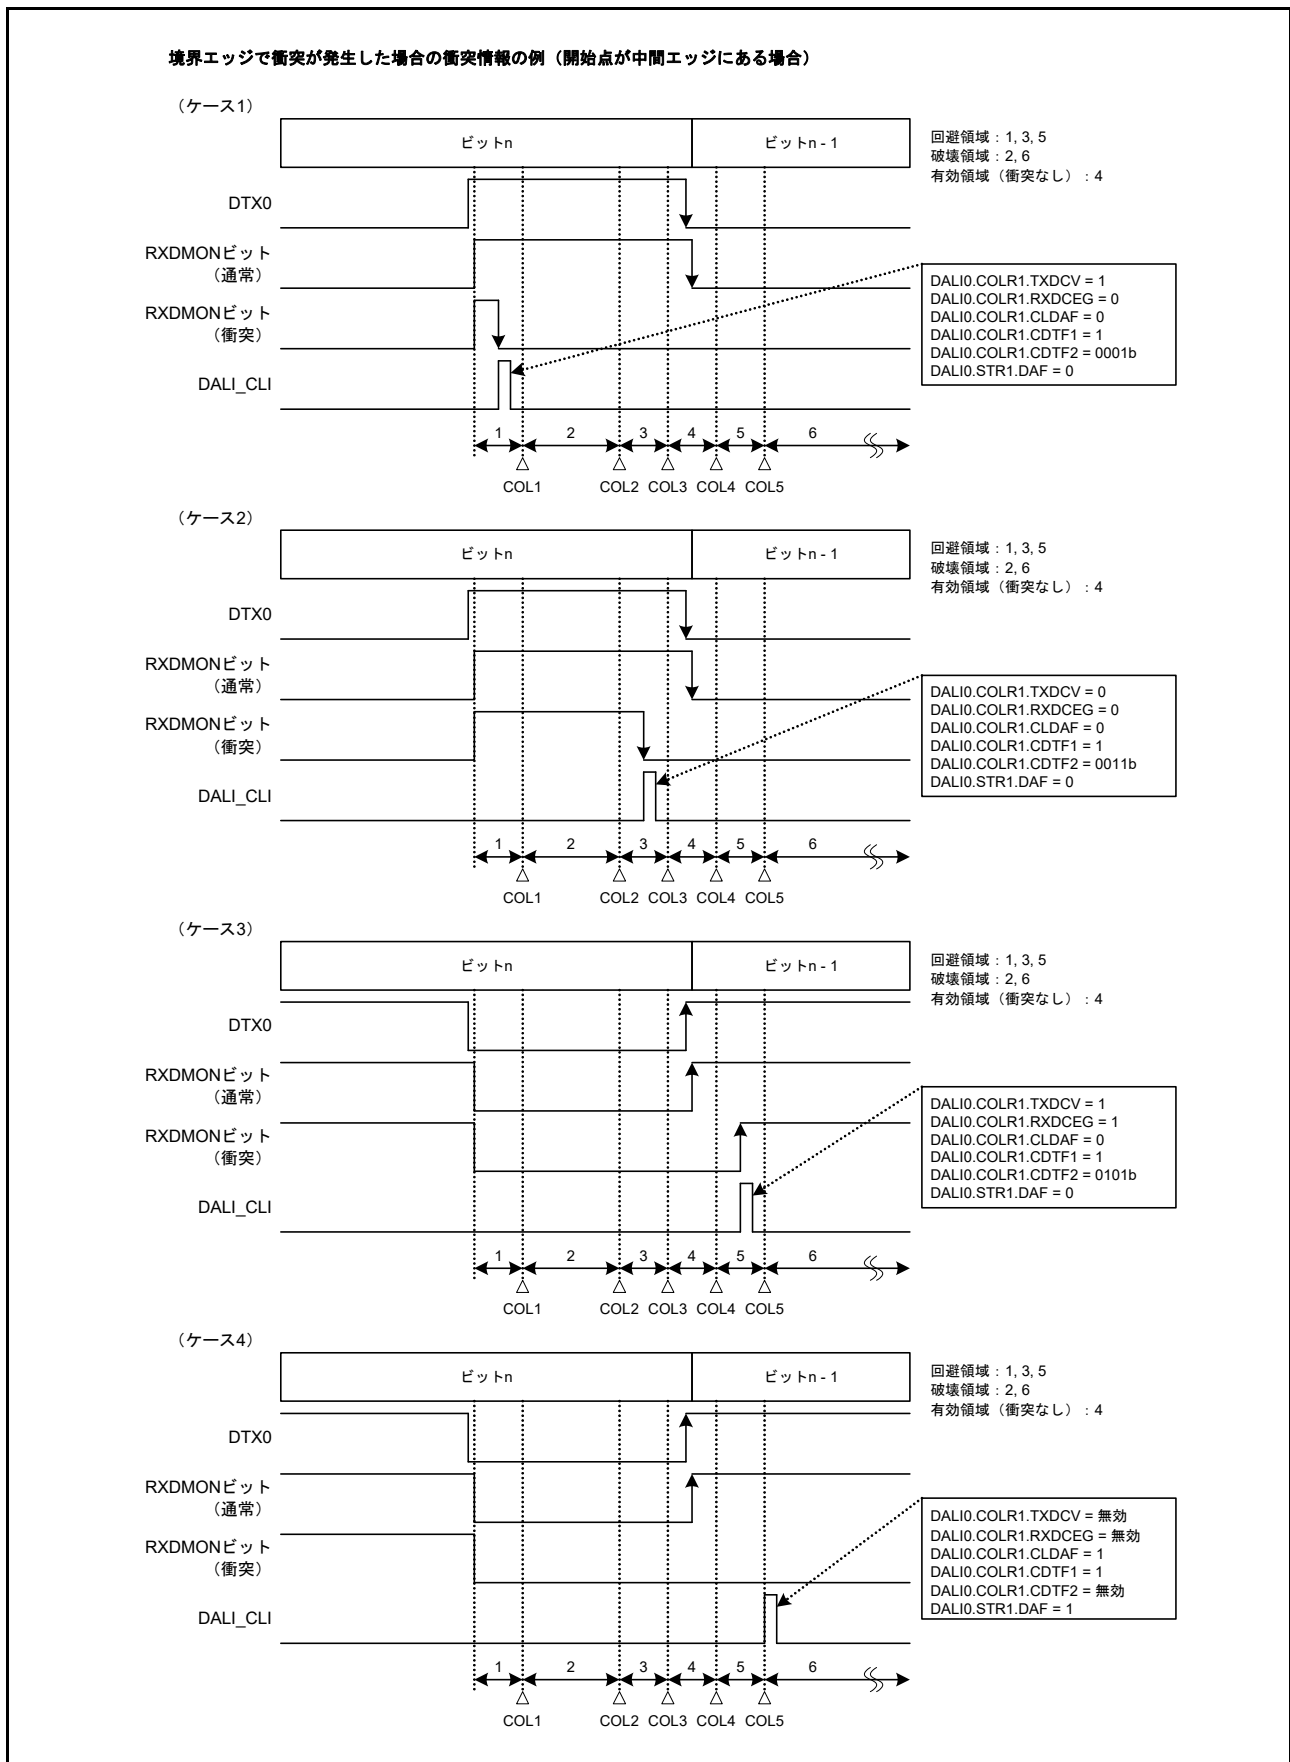 境界エッジで衝突が発生した場合の衝突情報の例（開始点が中間エッジにある場合）
（ケース1）
ビットn
ビットn - 1
回避領域：1, 3, 5
破壊領域：2, 6
有効領域（衝突なし）：4
DTX0
RXDMONビット
（通常）
RXDMONビット
（衝突）
DALI_CLI
DALI0.COLR1.TXDCV = 1
DALI0.COLR1.RXDCEG = 0
DALI0.COLR1.CLDAF = 0
DALI0.COLR1.CDTF1 = 1
DALI0.COLR1.CDTF2 = 0001b
DALI0.STR1.DAF = 0
1 2 3 4 5 6
COL1 COL2 COL3 COL4 COL5
（ケース2）
ビットn
ビットn - 1
回避領域：1, 3, 5
破壊領域：2, 6
有効領域（衝突なし）：4
DTX0
RXDMONビット
（通常）
RXDMONビット
（衝突）
DALI_CLI
DALI0.COLR1.TXDCV = 0
DALI0.COLR1.RXDCEG = 0
DALI0.COLR1.CLDAF = 0
DALI0.COLR1.CDTF1 = 1
DALI0.COLR1.CDTF2 = 0011b
DALI0.STR1.DAF = 0
1 2 3 4 5 6
COL1 COL2 COL3 COL4 COL5
（ケース3）
ビットn
ビットn - 1
回避領域：1, 3, 5
破壊領域：2, 6
有効領域（衝突なし）：4
DTX0
RXDMONビット
（通常）
RXDMONビット
（衝突）
DALI_CLI
DALI0.COLR1.TXDCV = 1
DALI0.COLR1.RXDCEG = 1
DALI0.COLR1.CLDAF = 0
DALI0.COLR1.CDTF1 = 1
DALI0.COLR1.CDTF2 = 0101b
DALI0.STR1.DAF = 0
1 2 3 4 5 6
COL1 COL2 COL3 COL4 COL5
（ケース4）
ビットn
ビットn - 1
回避領域：1, 3, 5
破壊領域：2, 6
有効領域（衝突なし）：4
DTX0
RXDMONビット
（通常）
RXDMONビット
（衝突）
DALI_CLI
DALI0.COLR1.TXDCV = 無効
DALI0.COLR1.RXDCEG = 無効
DALI0.COLR1.CLDAF = 1
DALI0.COLR1.CDTF1 = 1
DALI0.COLR1.CDTF2 = 無効
DALI0.STR1.DAF = 1
1 2 3 4 5 6
COL1 COL2 COL3 COL4 COL5